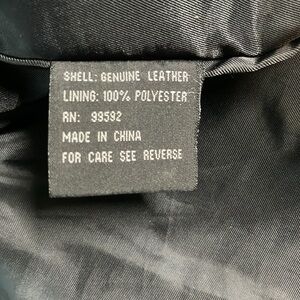 SHELL: GENUINE LEATHER
LINING: 100% POLYESTER
RN: 99592
MADE IN CHINA
FOR CARE SEE REVERSE